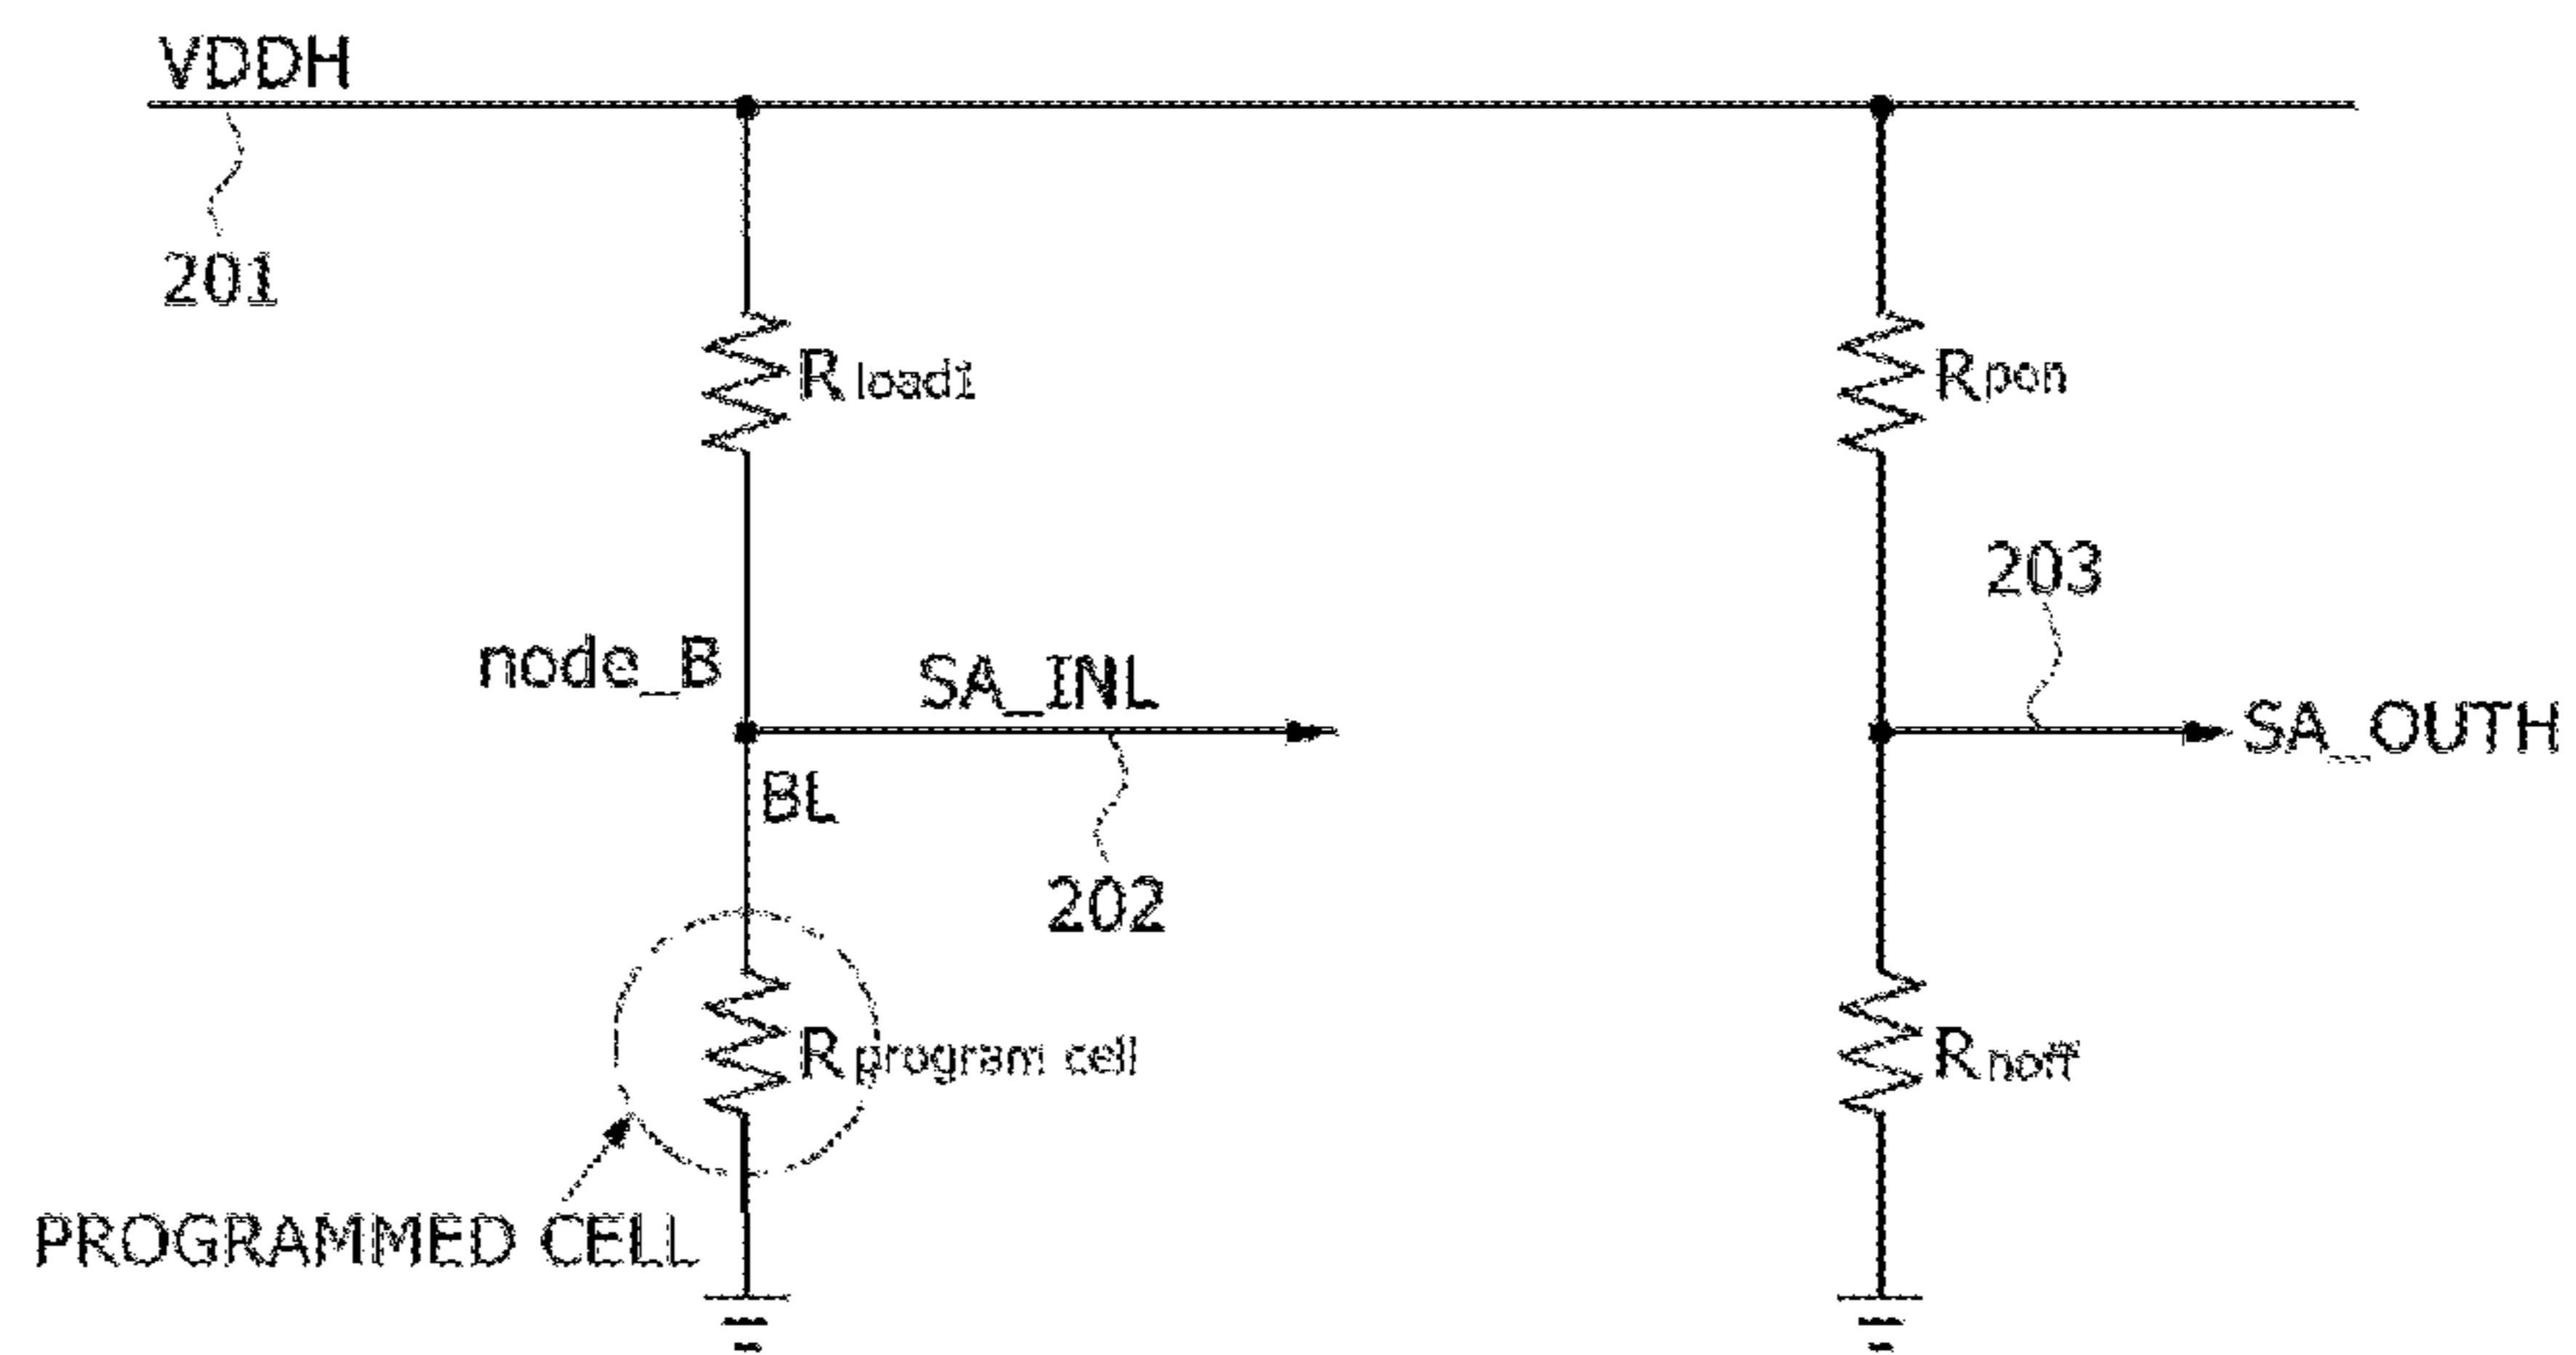 VDDH
201
Rload1
Rpon
203
node_B
SA_INL
SA_OUTH
BL
202
Rprogram cell
Rnoff
PROGRAMMED CELL